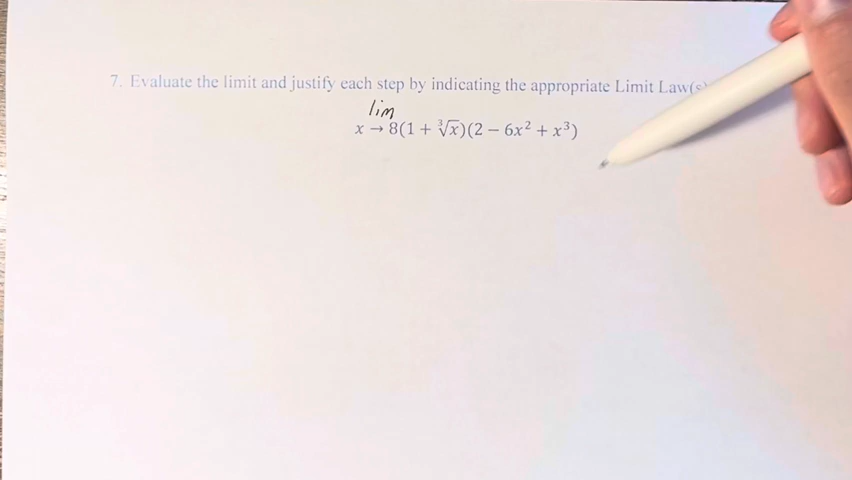 7. Evaluate the limit and justify each step by indicating the appropriate Limit Law(s)
lim
x → 8(1 + ∛x)(2 − 6x² + x³)